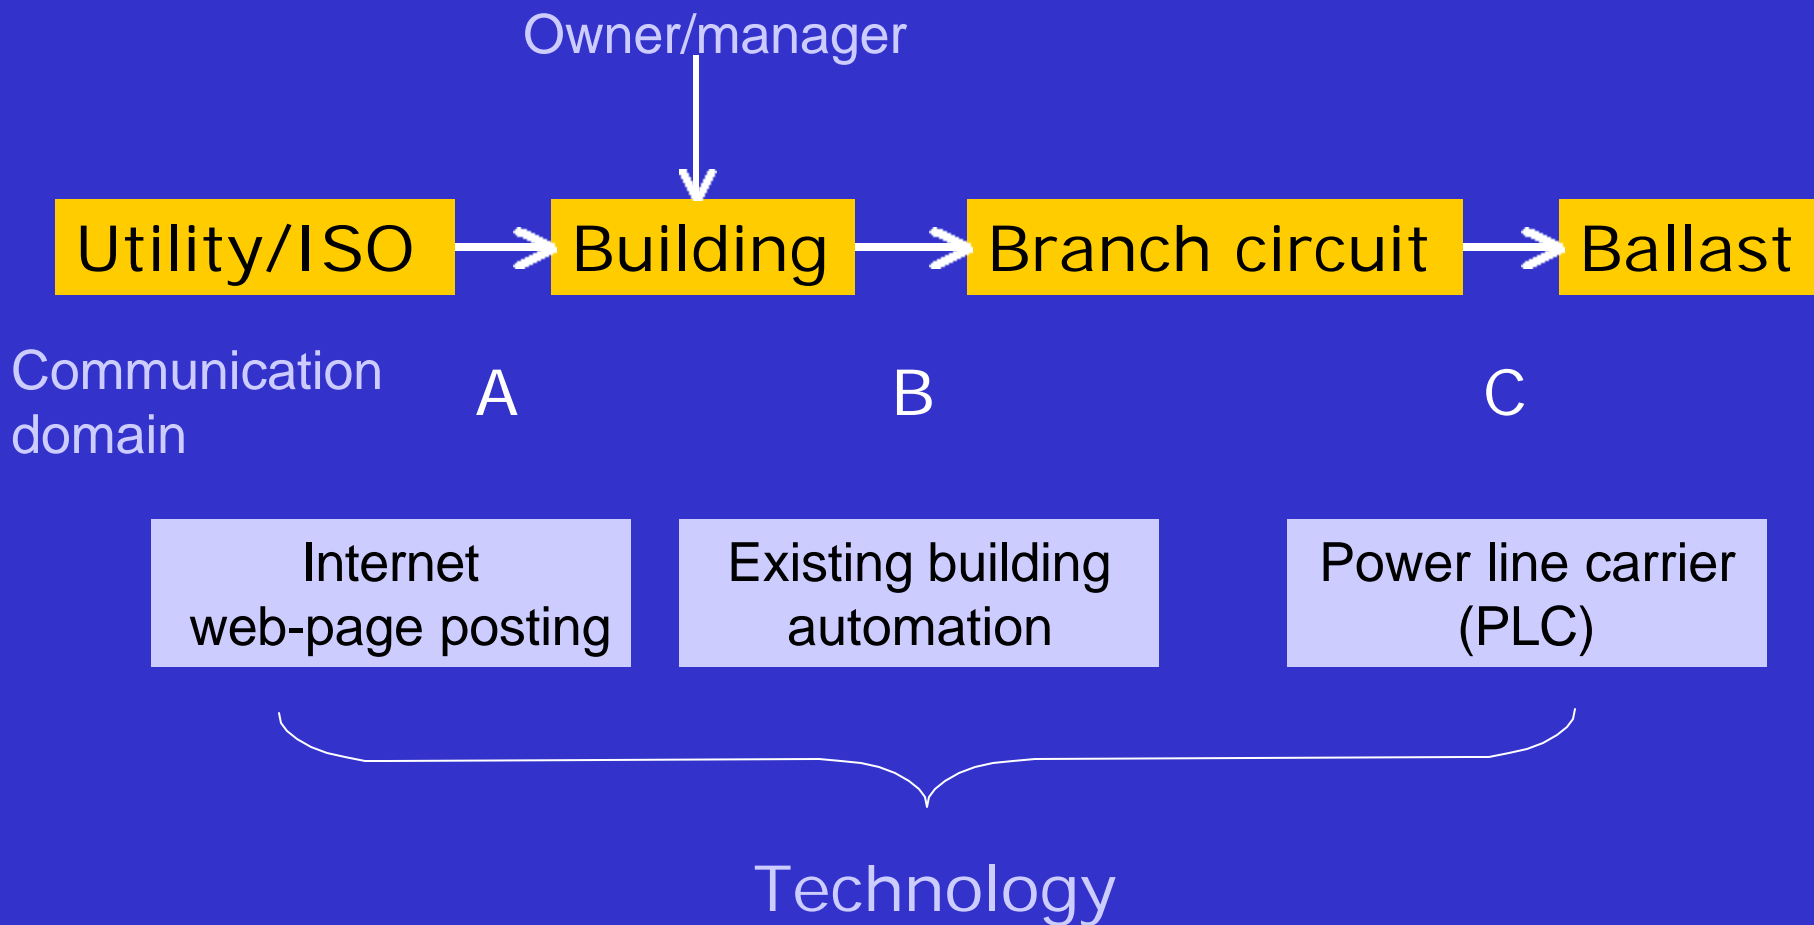 Owner/manager
Utility/ISO
Building
Branch circuit
Ballast
Communication
domain
A
B
C
Internet
web-page posting
Existing building
automation
Power line carrier
(PLC)
Technology